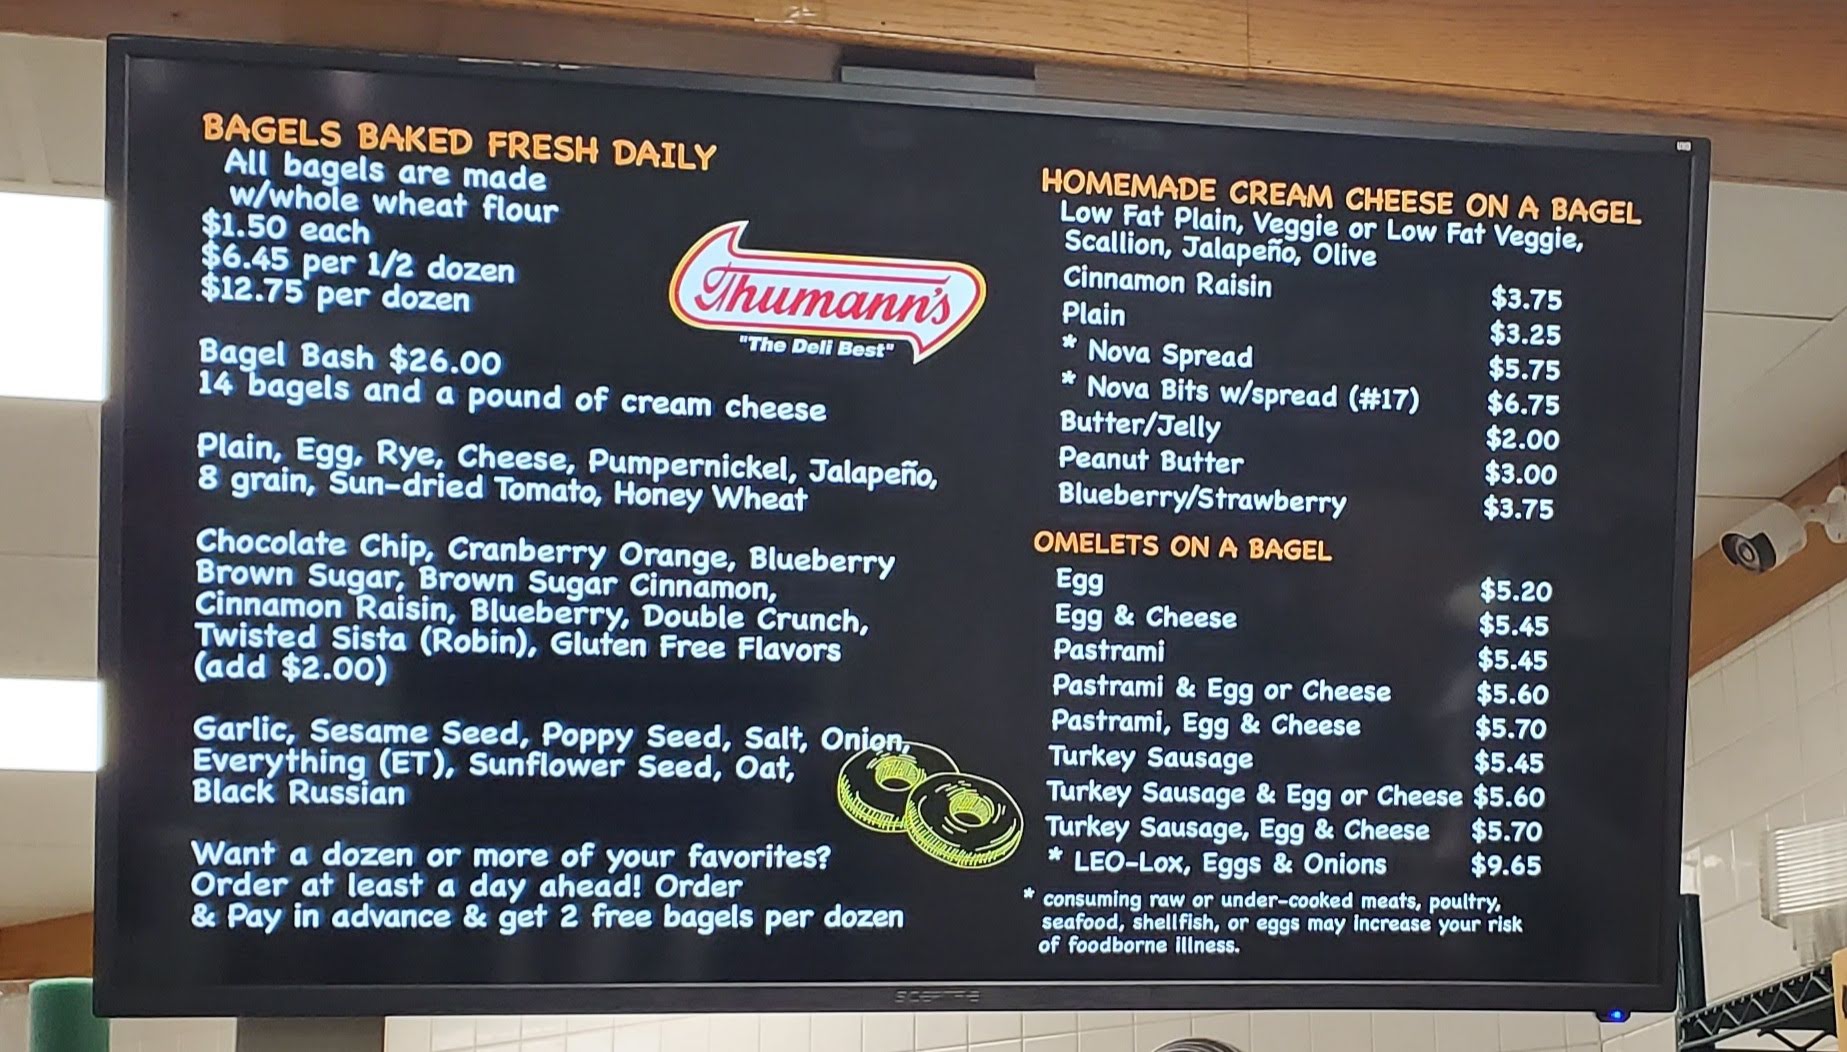 BAGELS BAKED FRESH DAILY
All bagels are made
w/whole wheat flour
$1.50 each
$6.45 per 1/2 dozen
$12.75 per dozen
Thumann's
"The Deli Best"
Bagel Bash $26.00
14 bagels and a pound of cream cheese
Plain, Egg, Rye, Cheese, Pumpernickel, Jalapeño,
8 grain, Sun-dried Tomato, Honey Wheat
Chocolate Chip, Cranberry Orange, Blueberry
Brown Sugar, Brown Sugar Cinnamon,
Cinnamon Raisin, Blueberry, Double Crunch,
Twisted Sista (Robin), Gluten Free Flavors
(add $2.00)
Garlic, Sesame Seed, Poppy Seed, Salt, Onion,
Everything (ET), Sunflower Seed, Oat,
Black Russian
Want a dozen or more of your favorites?
Order at least a day ahead! Order
& Pay in advance & get 2 free bagels per dozen
HOMEMADE CREAM CHEESE ON A BAGEL
Low Fat Plain, Veggie or Low Fat Veggie,
Scallion, Jalapeño, Olive
Cinnamon Raisin $3.75
Plain $3.25
* Nova Spread $5.75
* Nova Bits w/spread (#17) $6.75
Butter/Jelly $2.00
Peanut Butter $3.00
Blueberry/Strawberry $3.75
OMELETS ON A BAGEL
Egg $5.20
Egg & Cheese $5.45
Pastrami $5.45
Pastrami & Egg or Cheese $5.60
Pastrami, Egg & Cheese $5.70
Turkey Sausage $5.45
Turkey Sausage & Egg or Cheese $5.60
Turkey Sausage, Egg & Cheese $5.70
* LEO-Lox, Eggs & Onions $9.65
* consuming raw or under-cooked meats, poultry,
seafood, shellfish, or eggs may increase your risk
of foodborne illness.
SCEPTRE